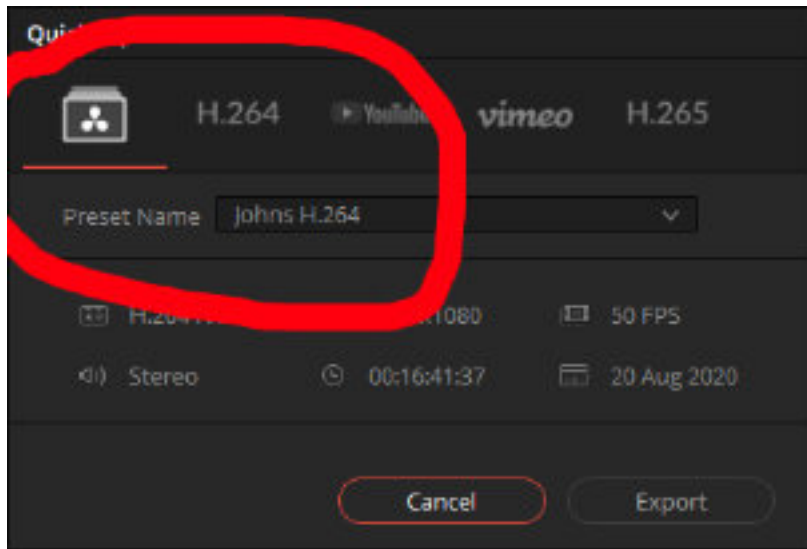 H.264 YouTube vimeo H.265
Preset Name Johns H.264
1080 50 FPS
Stereo 00:16:41:37 20 Aug 2020
Cancel Export